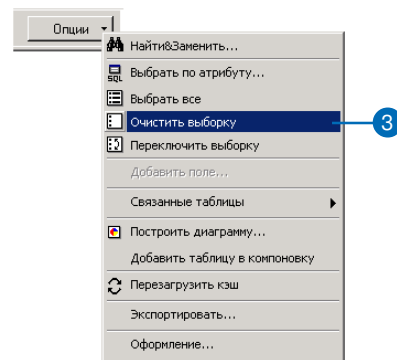 Опции
Найти&Заменить...
Выбрать по атрибуту...
Выбрать все
Очистить выборку
3
Переключить выборку
Добавить поле...
Связанные таблицы
Построить диаграмму...
Добавить таблицу в компоновку
Перезагрузить кэш
Экспортировать...
Оформление...